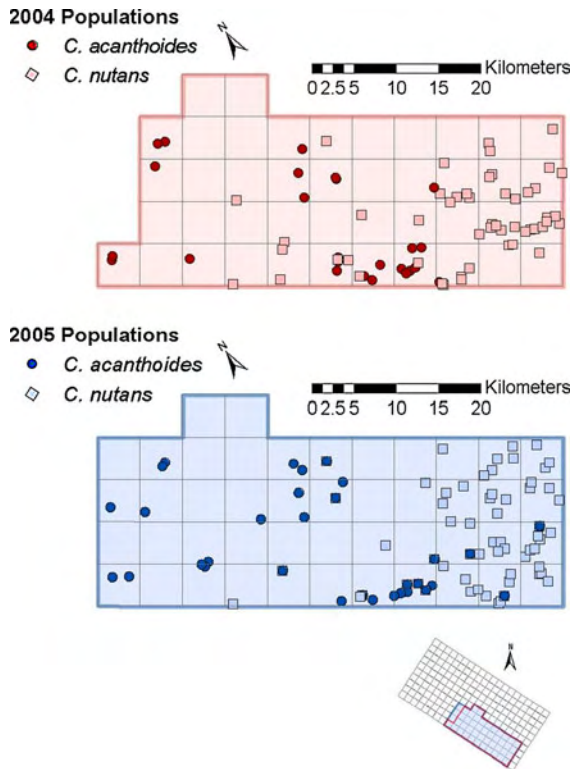 2004 Populations
C. acanthoides
C. nutans
N
Kilometers
0 2.5 5 10 15 20
2005 Populations
C. acanthoides
C. nutans
N
Kilometers
0 2.5 5 10 15 20
N